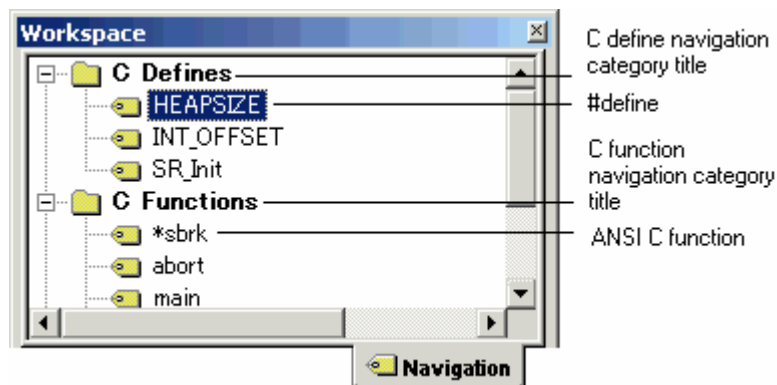 Workspace
C Defines
HEAPSIZE
INT_OFFSET
SR_Init
C Functions
*sbrk
abort
main
Navigation
C define navigation
category title
#define
C function
navigation category
title
ANSI C function